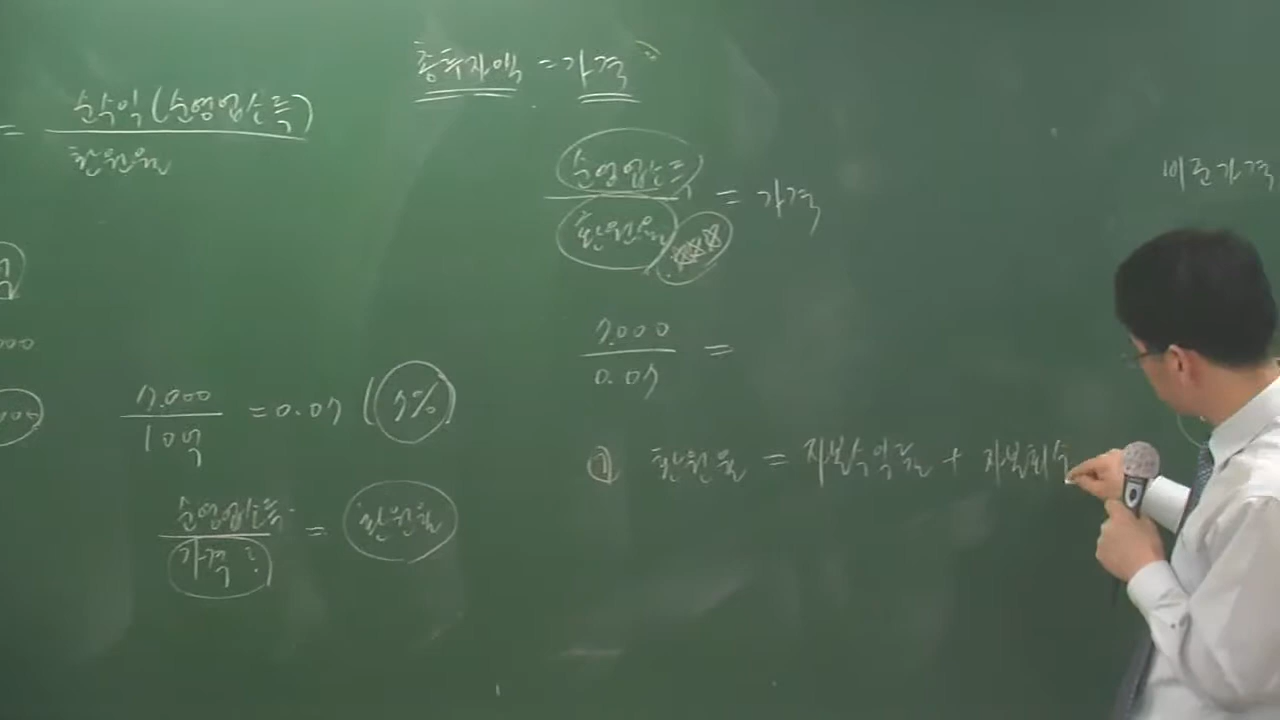 총투자액 = 가격
= 순수익(순영업소득)
환원율
순영업소득
환원율
= 가격
비준가격
000
7.000
10억
= 0.07 (7%)
7.000
0.07
=
순영업소득
가격?
= 환원율
① 환원율 = 자본수익률 + 자본회수